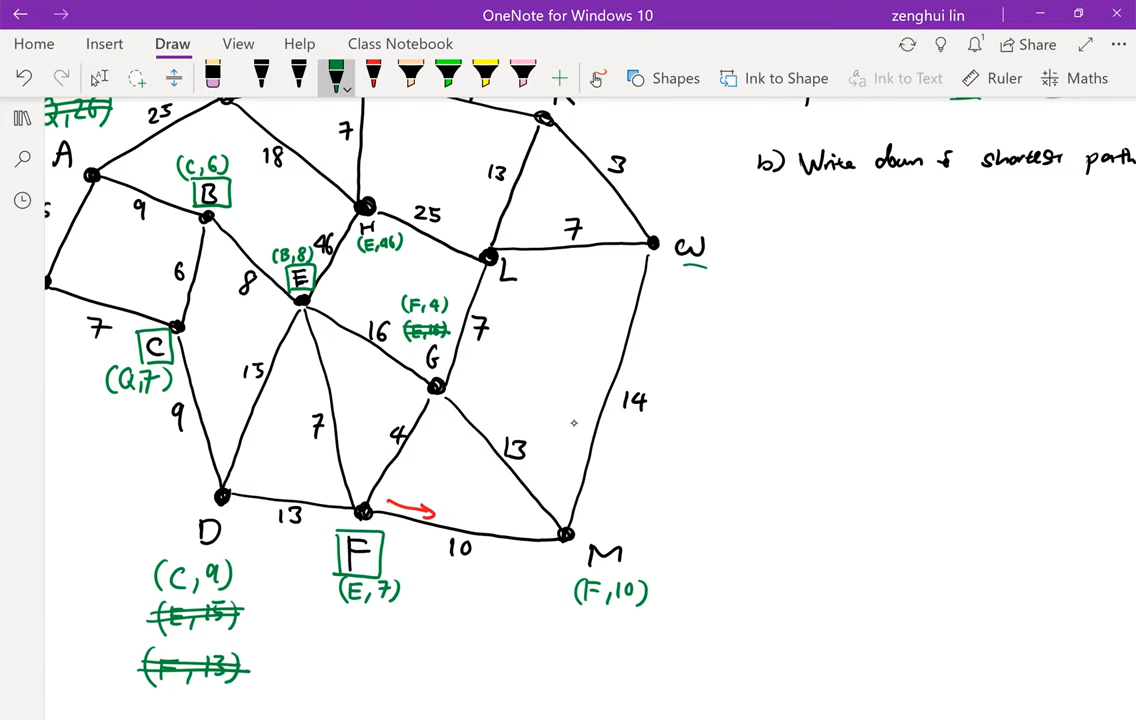 OneNote for Windows 10
zenghui lin
Home Insert Draw View Help Class Notebook
Share
Shapes
Ink to Shape
Ink to Text
Ruler
Maths
25
7
A
18
(C,6)
B
9
13
3
b) Write down & shortest path
25
H
(E,46)
46
7
W
L
(B,8)
E
6
8
(F,4)
(E,16)
16
7
G
7
C
(Q,7)
15
14
9
7
4
13
13
D
10
F
(E,7)
M
(F,10)
(C,9)
(E,15)
(F,13)